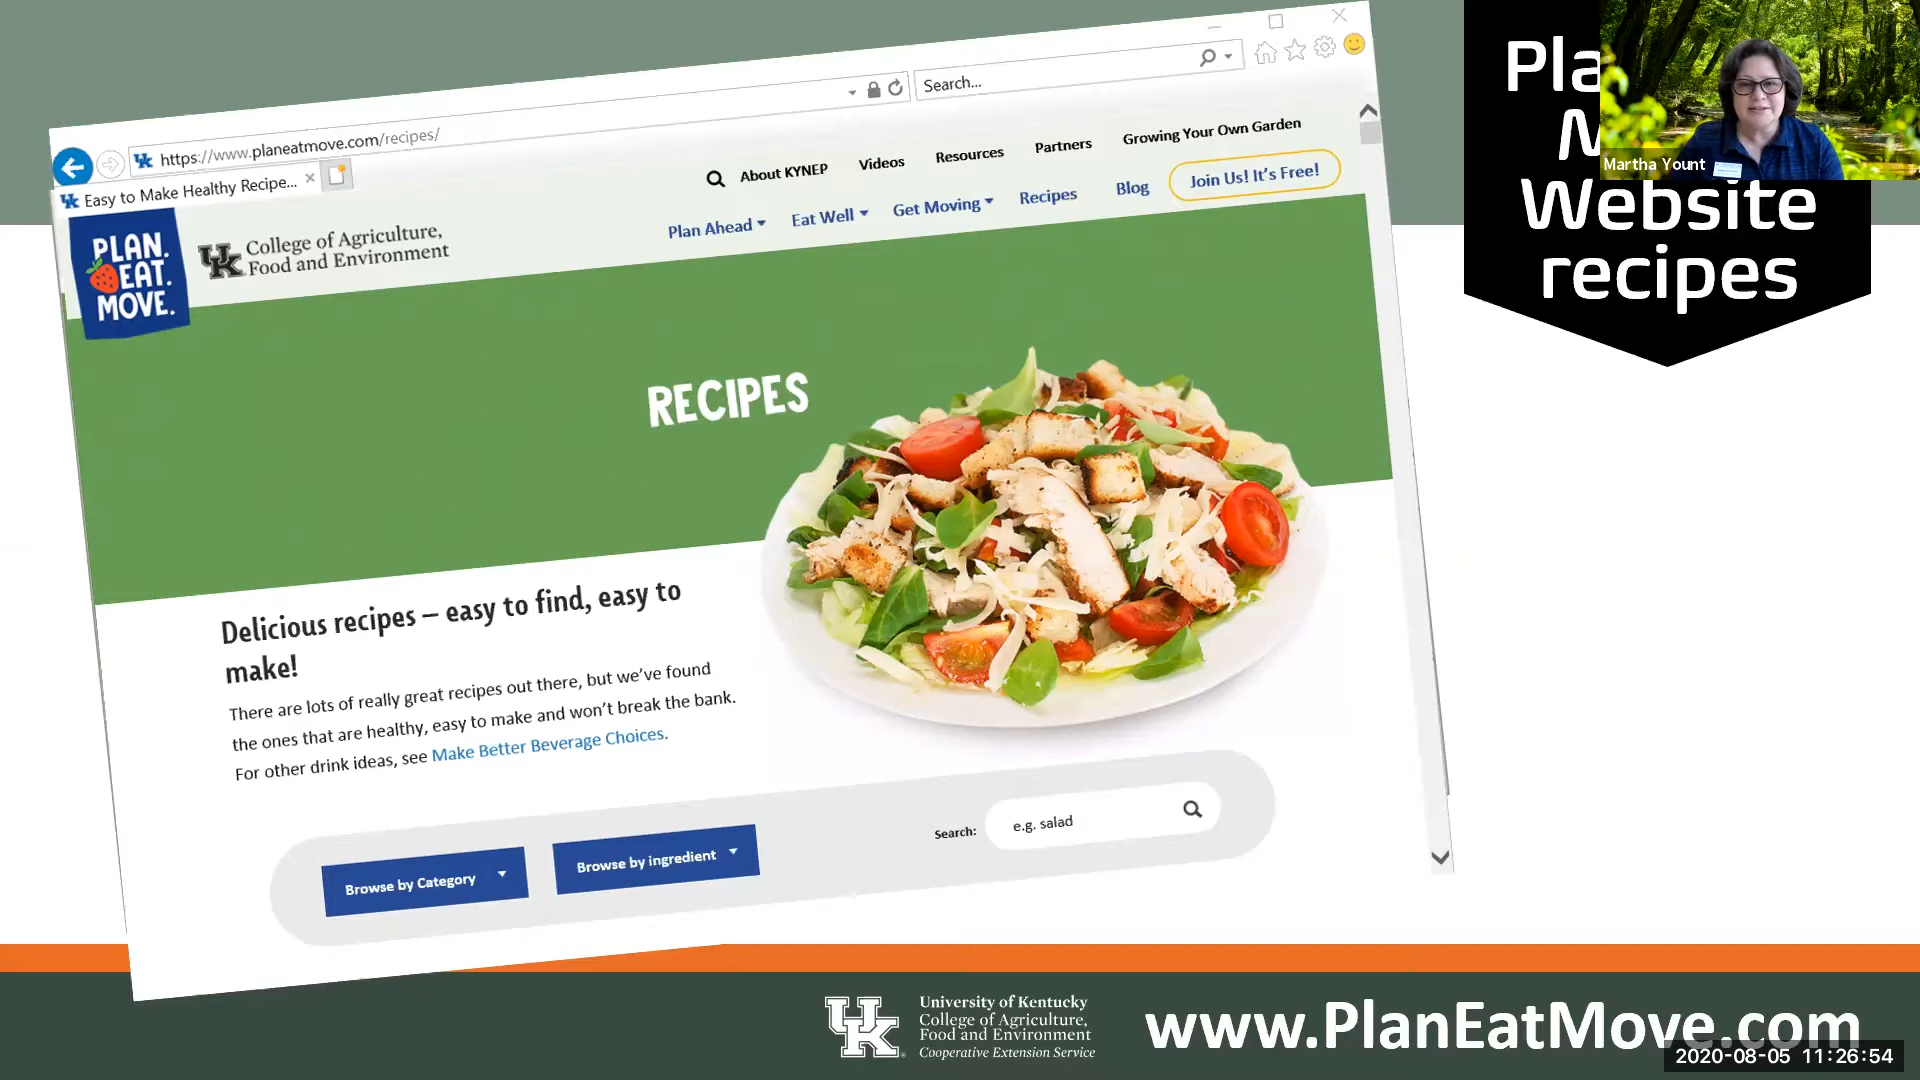 https://www.planeatmove.com/recipes/
Search...
Easy to Make Healthy Recipe...
About KYNEP
Videos
Resources
Partners
Growing Your Own Garden
Plan Ahead
Eat Well
Get Moving
Recipes
Blog
Join Us! It's Free!
PLAN.
EAT.
MOVE.
UK
College of Agriculture,
Food and Environment
RECIPES
Delicious recipes – easy to find, easy to
make!
There are lots of really great recipes out there, but we've found
the ones that are healthy, easy to make and won't break the bank.
For other drink ideas, see Make Better Beverage Choices.
Browse by Category
Browse by ingredient
Search:
e.g. salad
Martha Yount
Website
recipes
UK
University of Kentucky
College of Agriculture,
Food and Environment
Cooperative Extension Service
www.PlanEatMove.com
2020-08-05 11:26:54